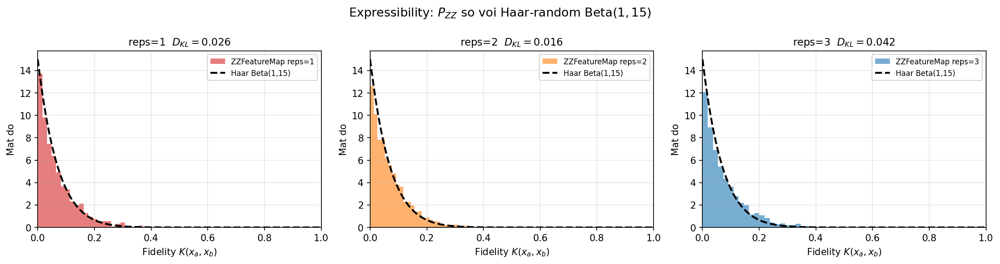 Expressibility: $P_{ZZ}$ so voi Haar-random Beta(1, 15)
reps=1 $D_{KL} = 0.026$
ZZFeatureMap reps=1
Haar Beta(1,15)
Mat do
14
12
10
8
6
4
2
0
0.0 0.2 0.4 0.6 0.8 1.0
Fidelity $K(x_a, x_b)$
reps=2 $D_{KL} = 0.016$
ZZFeatureMap reps=2
Haar Beta(1,15)
Mat do
14
12
10
8
6
4
2
0
0.0 0.2 0.4 0.6 0.8 1.0
Fidelity $K(x_a, x_b)$
reps=3 $D_{KL} = 0.042$
ZZFeatureMap reps=3
Haar Beta(1,15)
Mat do
14
12
10
8
6
4
2
0
0.0 0.2 0.4 0.6 0.8 1.0
Fidelity $K(x_a, x_b)$